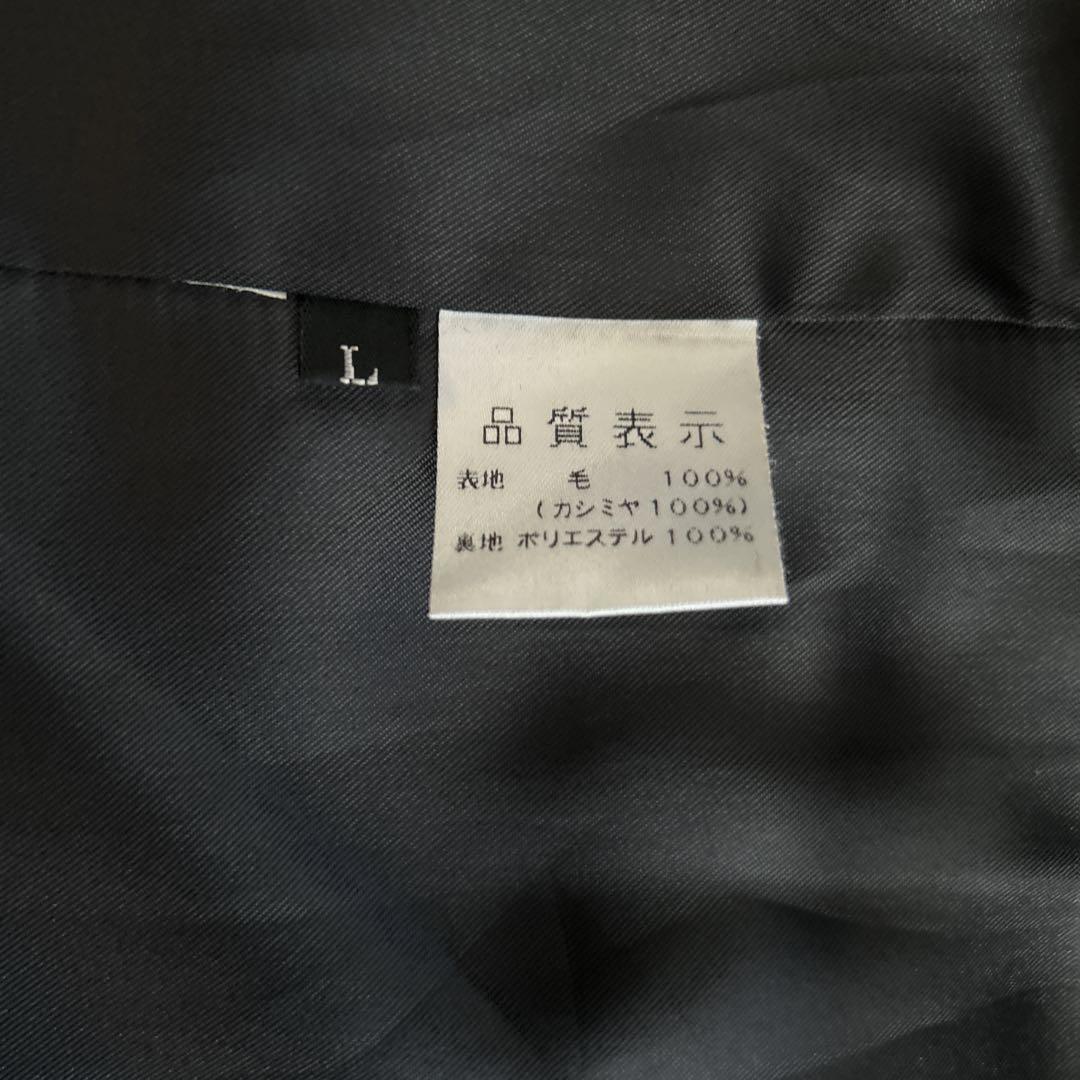 L
品質表示
表地 毛 100%
(カシミヤ100%)
裏地 ポリエステル 100%